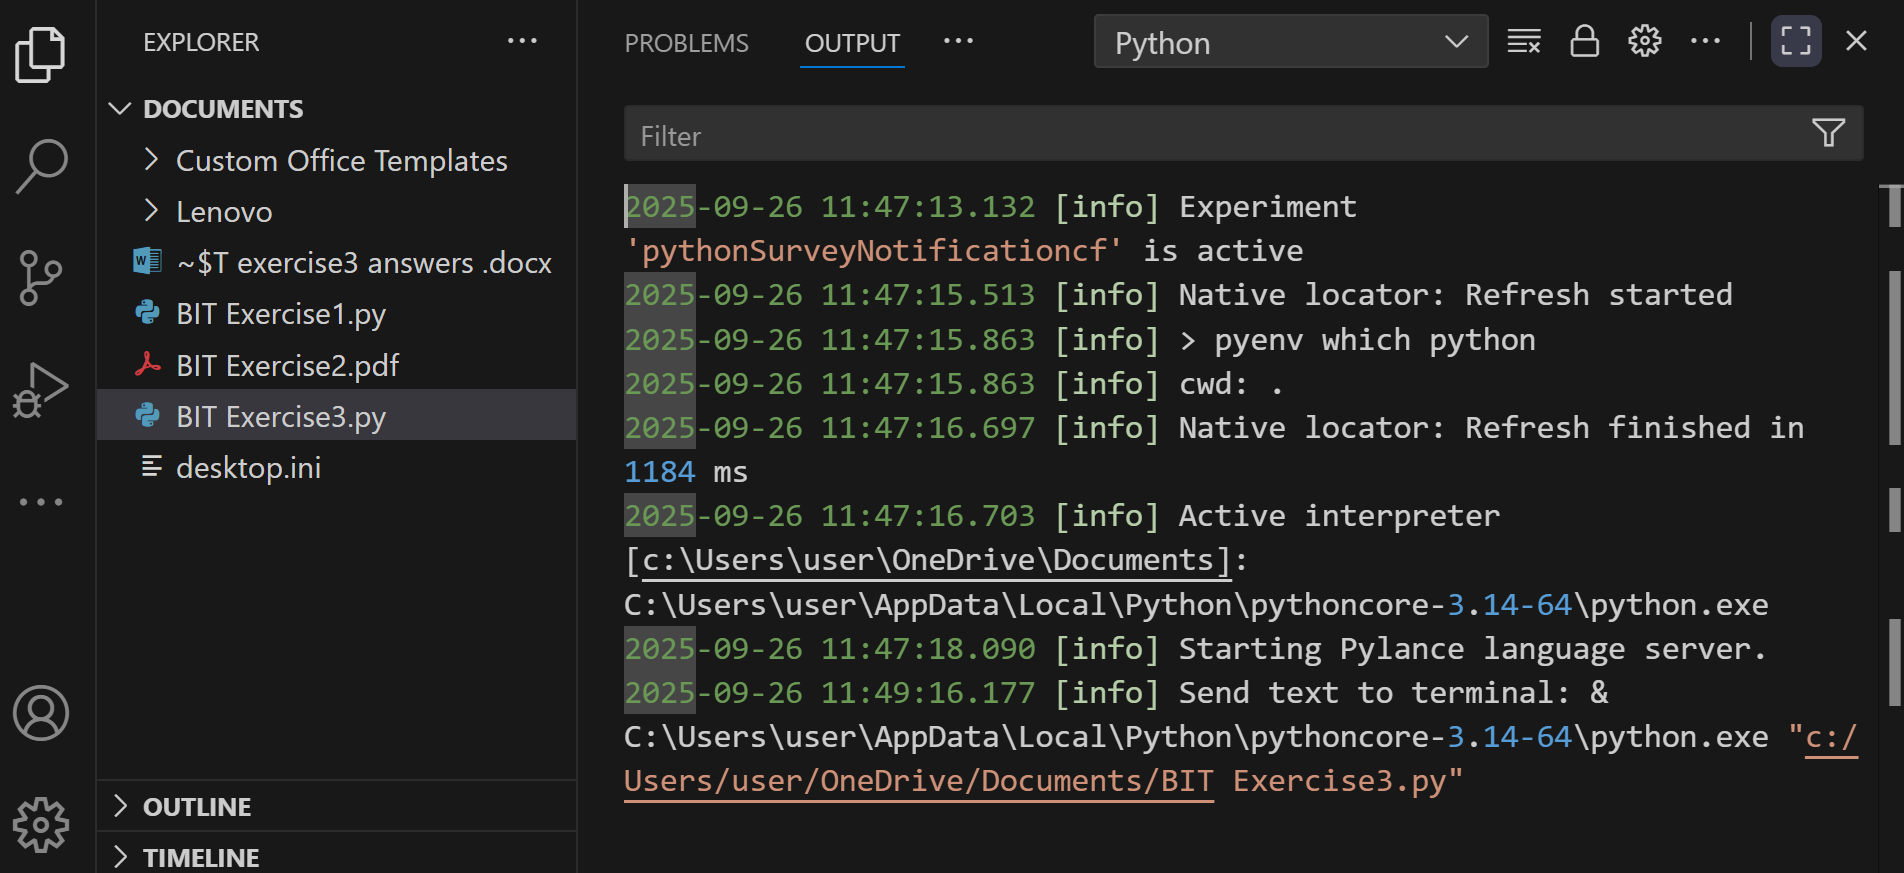 EXPLORER
DOCUMENTS
Custom Office Templates
Lenovo
~$T exercise3 answers .docx
BIT Exercise1.py
BIT Exercise2.pdf
BIT Exercise3.py
desktop.ini
OUTLINE
TIMELINE
PROBLEMS OUTPUT
Python
Filter
2025-09-26 11:47:13.132 [info] Experiment
'pythonSurveyNotificationcf' is active
2025-09-26 11:47:15.513 [info] Native locator: Refresh started
2025-09-26 11:47:15.863 [info] > pyenv which python
2025-09-26 11:47:15.863 [info] cwd: .
2025-09-26 11:47:16.697 [info] Native locator: Refresh finished in
1184 ms
2025-09-26 11:47:16.703 [info] Active interpreter
[c:\Users\user\OneDrive\Documents]:
C:\Users\user\AppData\Local\Python\pythoncore-3.14-64\python.exe
2025-09-26 11:47:18.090 [info] Starting Pylance language server.
2025-09-26 11:49:16.177 [info] Send text to terminal: &
C:\Users\user\AppData\Local\Python\pythoncore-3.14-64\python.exe "c:/
Users/user/OneDrive/Documents/BIT Exercise3.py"